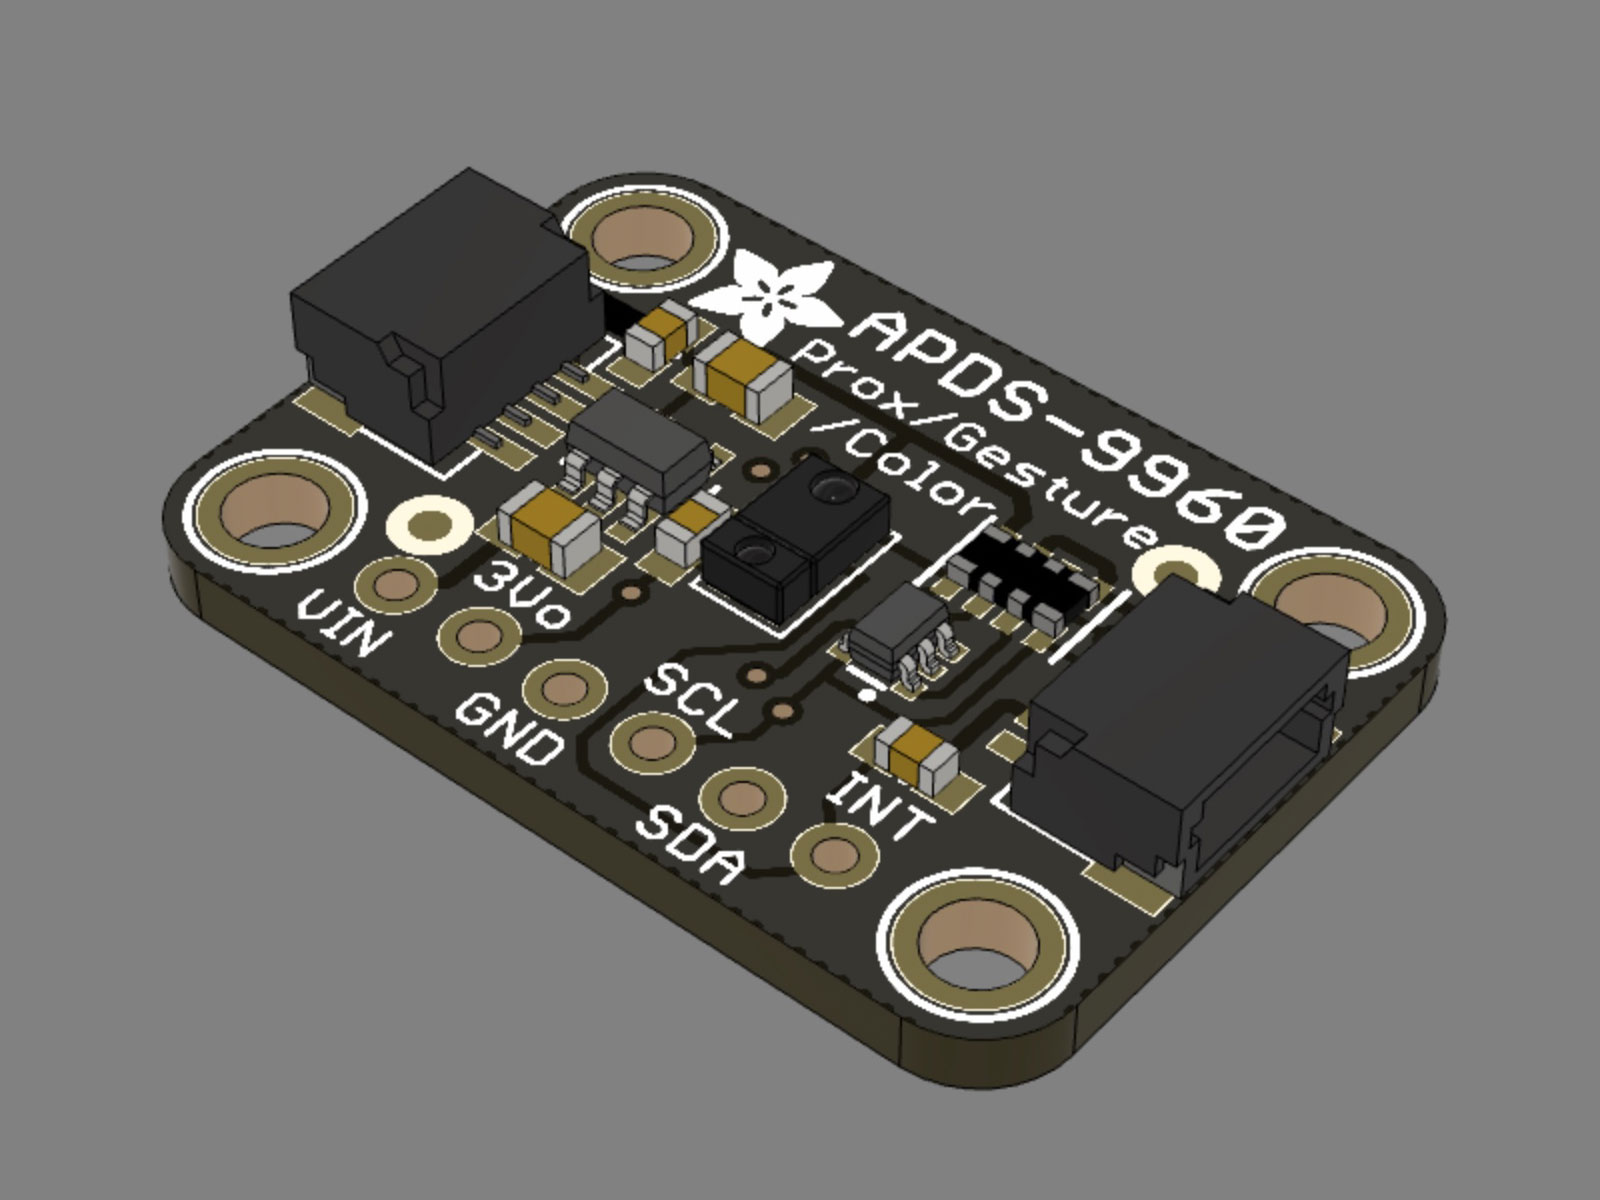 APDS-9960
Prox/Gesture
/Color
VIN
3Vo
GND
SCL
SDA
INT